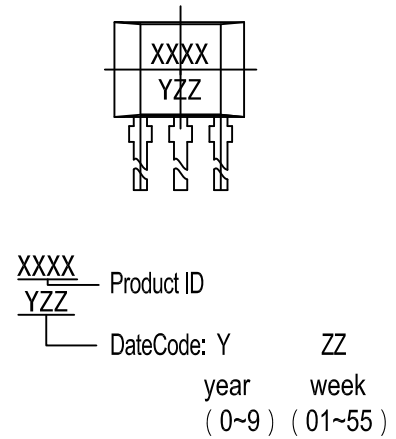 XXXX
YZZ
XXXX
Product ID
YZZ
DateCode: Y ZZ
year week
( 0~9 ) ( 01~55 )